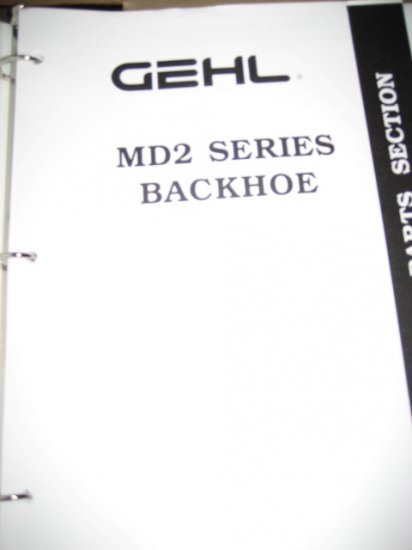 GEHL
MD2 SERIES
BACKHOE
PARTS SECTION